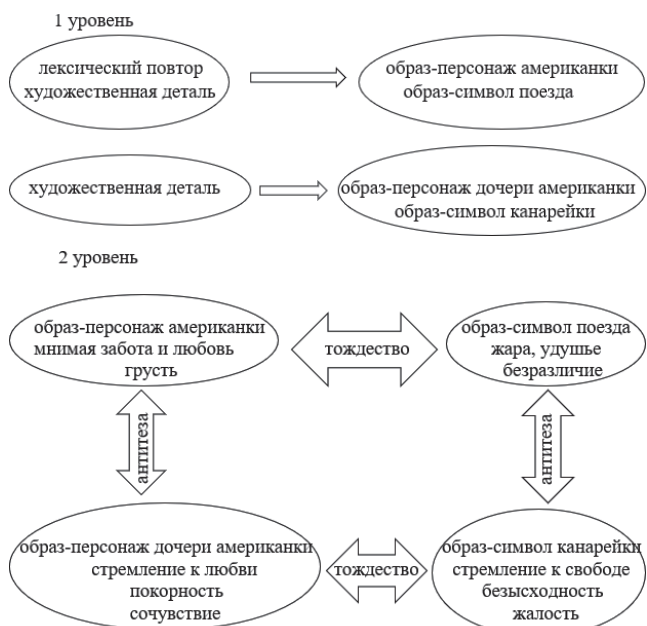 1 уровень
лексический повтор
художественная деталь
образ-персонаж американки
образ-символ поезда
художественная деталь
образ-персонаж дочери американки
образ-символ канарейки
2 уровень
образ-персонаж американки
мнимая забота и любовь
грусть
тождество
образ-символ поезда
жара, удушье
безразличие
антитеза
антитеза
образ-персонаж дочери американки
стремление к любви
покорность
сочувствие
тождество
образ-символ канарейки
стремление к свободе
безысходность
жалость